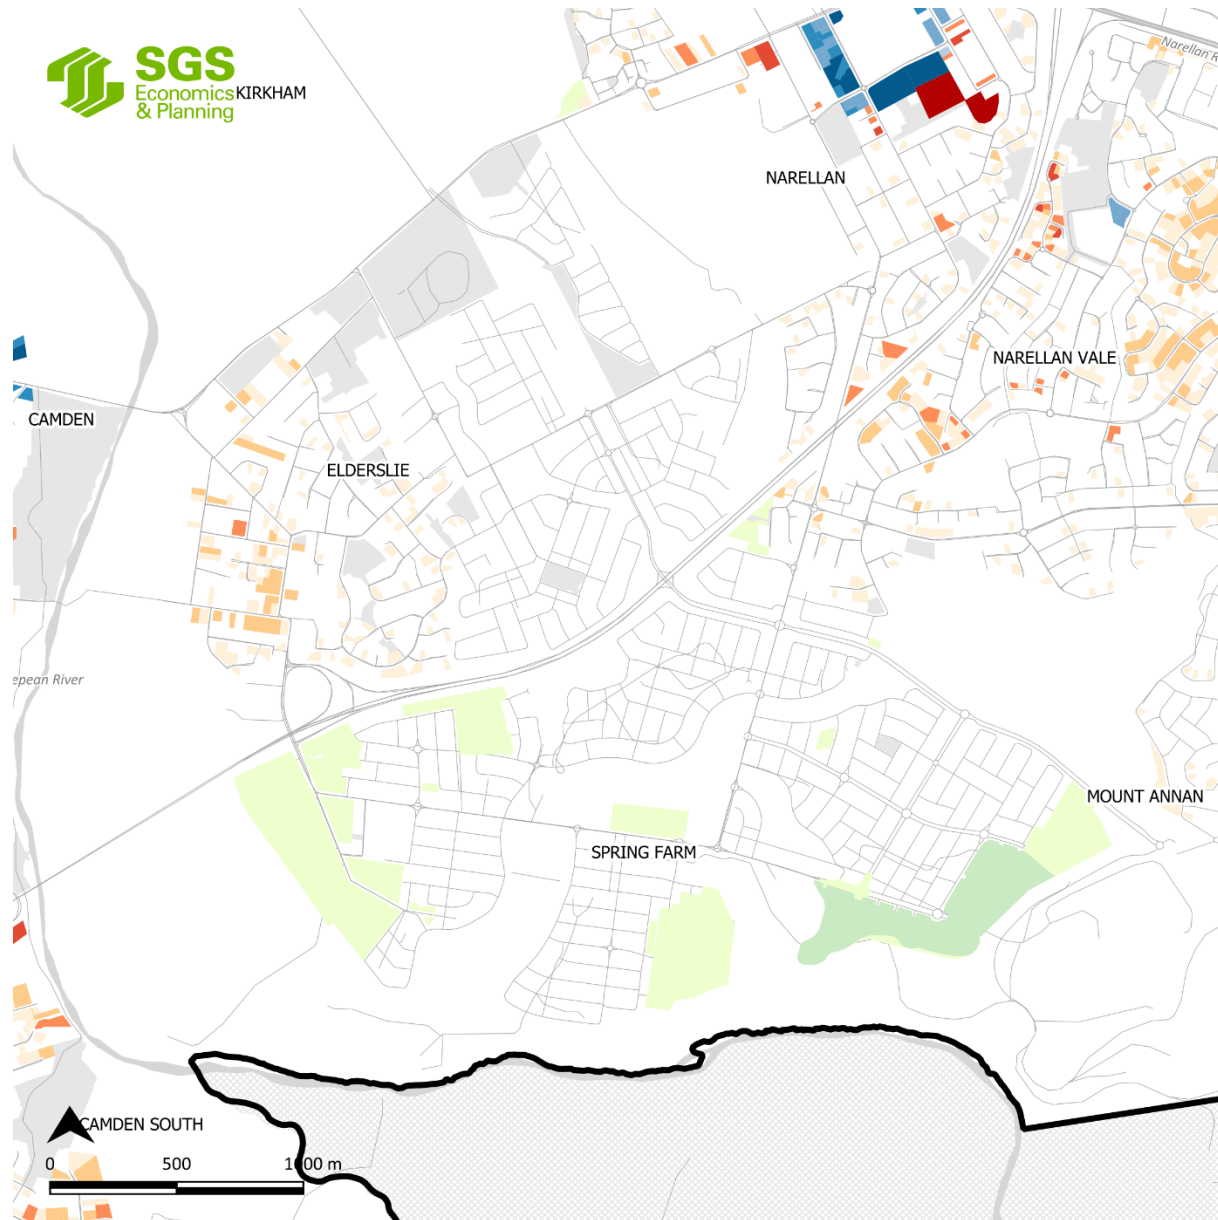 SGS
Economics
& Planning
KIRKHAM
Narellan R
NARELLAN
NARELLAN VALE
CAMDEN
ELDERSLIE
epean River
MOUNT ANNAN
SPRING FARM
CAMDEN SOUTH
0 500 1000 m